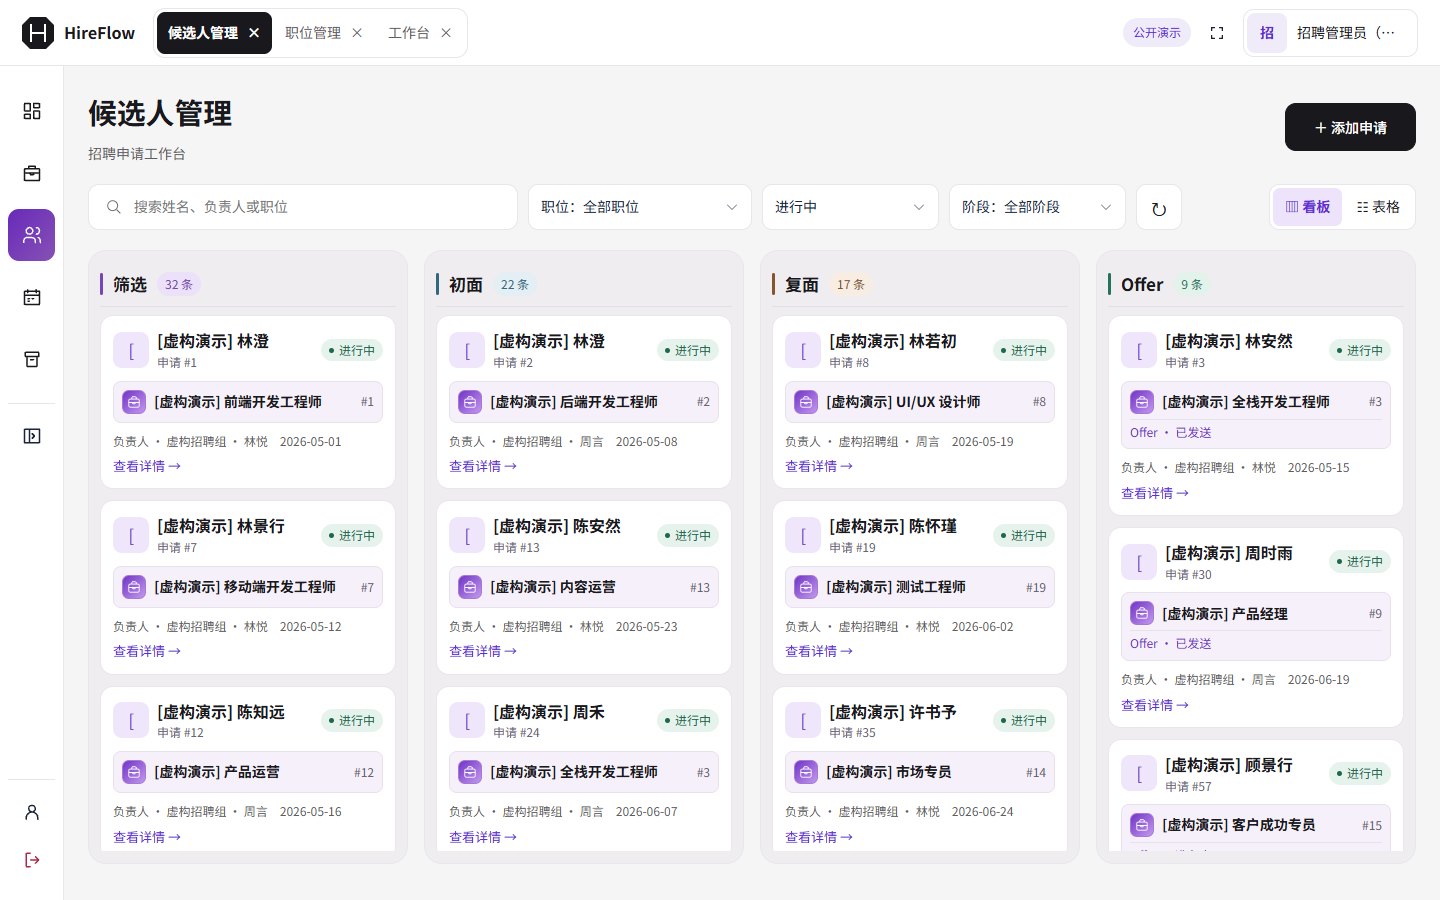 HireFlow
候选人管理
职位管理
工作台
公开演示
招
招聘管理员（…
候选人管理
招聘申请工作台
+ 添加申请
搜索姓名、负责人或职位
职位：全部职位
进行中
阶段：全部阶段
看板
表格
筛选 32 条
[
[虚构演示] 林澄
申请 #1
进行中
[虚构演示] 前端开发工程师 #1
负责人 · 虚构招聘组 · 林悦 2026-05-01
查看详情 →
[
[虚构演示] 林景行
申请 #7
进行中
[虚构演示] 移动端开发工程师 #7
负责人 · 虚构招聘组 · 林悦 2026-05-12
查看详情 →
[
[虚构演示] 陈知远
申请 #12
进行中
[虚构演示] 产品运营 #12
负责人 · 虚构招聘组 · 周言 2026-05-16
查看详情 →
初面 22 条
[
[虚构演示] 林澄
申请 #2
进行中
[虚构演示] 后端开发工程师 #2
负责人 · 虚构招聘组 · 周言 2026-05-08
查看详情 →
[
[虚构演示] 陈安然
申请 #13
进行中
[虚构演示] 内容运营 #13
负责人 · 虚构招聘组 · 林悦 2026-05-23
查看详情 →
[
[虚构演示] 周禾
申请 #24
进行中
[虚构演示] 全栈开发工程师 #3
负责人 · 虚构招聘组 · 周言 2026-06-07
查看详情 →
复面 17 条
[
[虚构演示] 林若初
申请 #8
进行中
[虚构演示] UI/UX 设计师 #8
负责人 · 虚构招聘组 · 周言 2026-05-19
查看详情 →
[
[虚构演示] 陈怀瑾
申请 #19
进行中
[虚构演示] 测试工程师 #19
负责人 · 虚构招聘组 · 林悦 2026-06-02
查看详情 →
[
[虚构演示] 许书予
申请 #35
进行中
[虚构演示] 市场专员 #14
负责人 · 虚构招聘组 · 林悦 2026-06-24
查看详情 →
Offer 9 条
[
[虚构演示] 林安然
申请 #3
进行中
[虚构演示] 全栈开发工程师 #3
Offer · 已发送
负责人 · 虚构招聘组 · 林悦 2026-05-15
查看详情 →
[
[虚构演示] 周时雨
申请 #30
进行中
[虚构演示] 产品经理 #9
Offer · 已发送
负责人 · 虚构招聘组 · 周言 2026-06-19
查看详情 →
[
[虚构演示] 顾景行
申请 #57
进行中
[虚构演示] 客户成功专员 #15